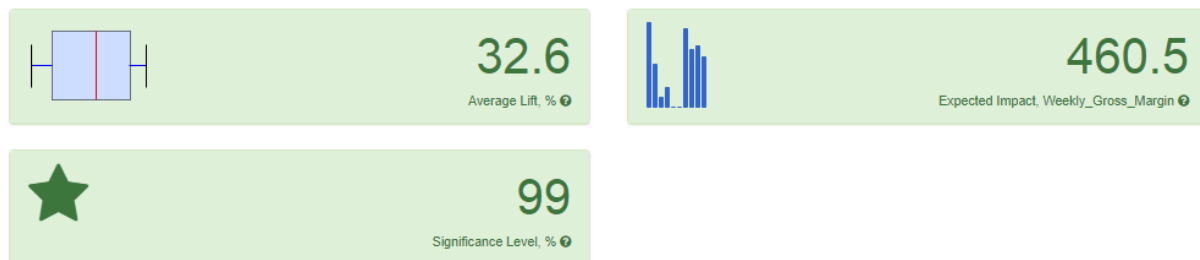 32.6
Average Lift, %
460.5
Expected Impact, Weekly_Gross_Margin
99
Significance Level, %